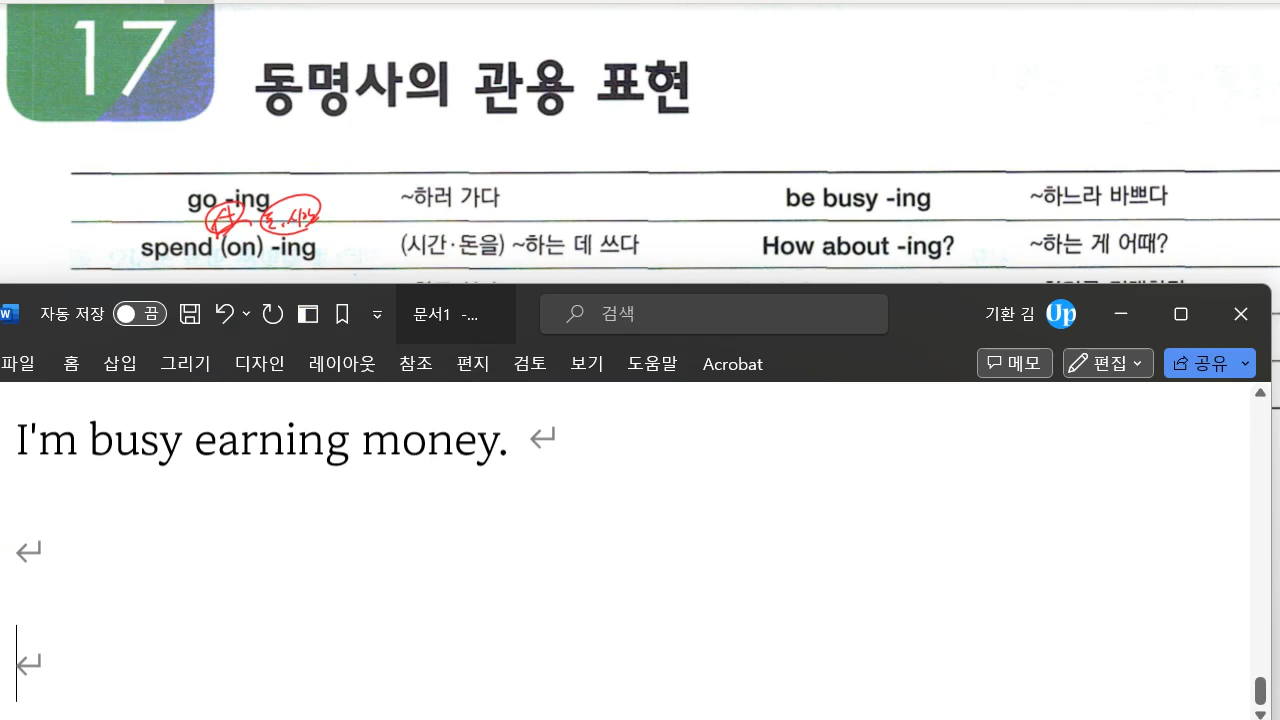 17
동명사의 관용 표현
go -ing ~하러 가다 be busy -ing ~하느라 바쁘다
spend (on) -ing (시간·돈을) ~하는 데 쓰다 How about -ing? ~하는 게 어때?
자동 저장 끔 문서1 -... 검색 기환 김 Up
파일 홈 삽입 그리기 디자인 레이아웃 참조 편지 검토 보기 도움말 Acrobat 메모 편집 공유
I'm busy earning money.